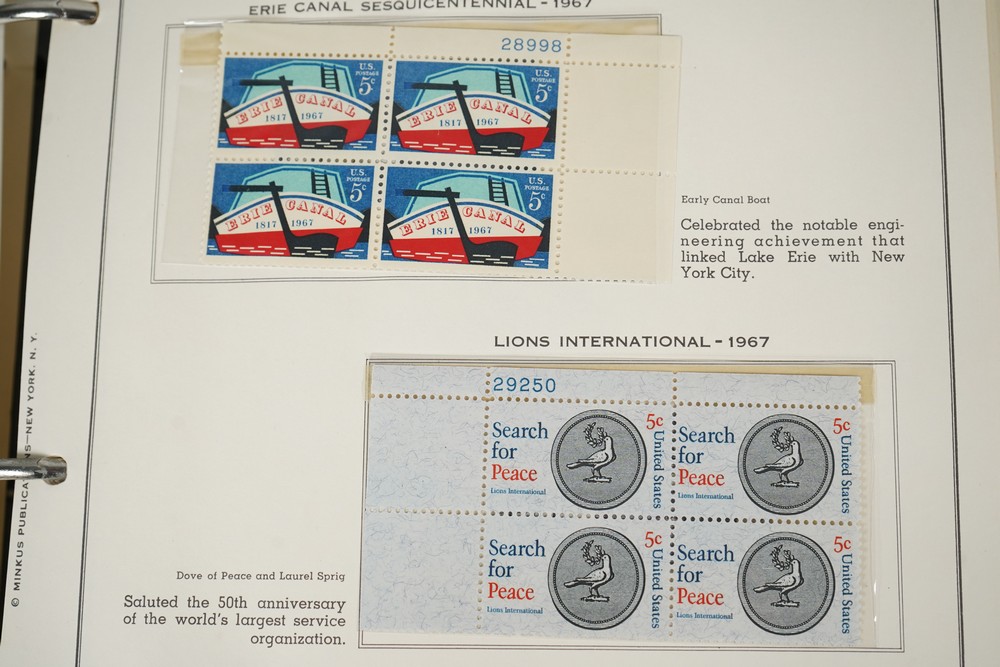 ERIE CANAL SESQUICENTENNIAL - 1967
28998
U.S.
POSTAGE
5c
ERIE CANAL
1817 1967
U.S.
POSTAGE
5c
ERIE CANAL
1817 1967
U.S.
POSTAGE
5c
ERIE CANAL
1817 1967
U.S.
POSTAGE
5c
ERIE CANAL
1817 1967
Early Canal Boat
Celebrated the notable engi-
neering achievement that
linked Lake Erie with New
York City.
LIONS INTERNATIONAL - 1967
29250
Search
for
Peace
Lions International
5c
United States
Search
for
Peace
Lions International
5c
United States
Search
for
Peace
Lions International
5c
United States
Search
for
Peace
Lions International
5c
United States
Dove of Peace and Laurel Sprig
Saluted the 50th anniversary
of the world's largest service
organization.
© MINKUS PUBLICA NS—NEW YORK. N. Y.